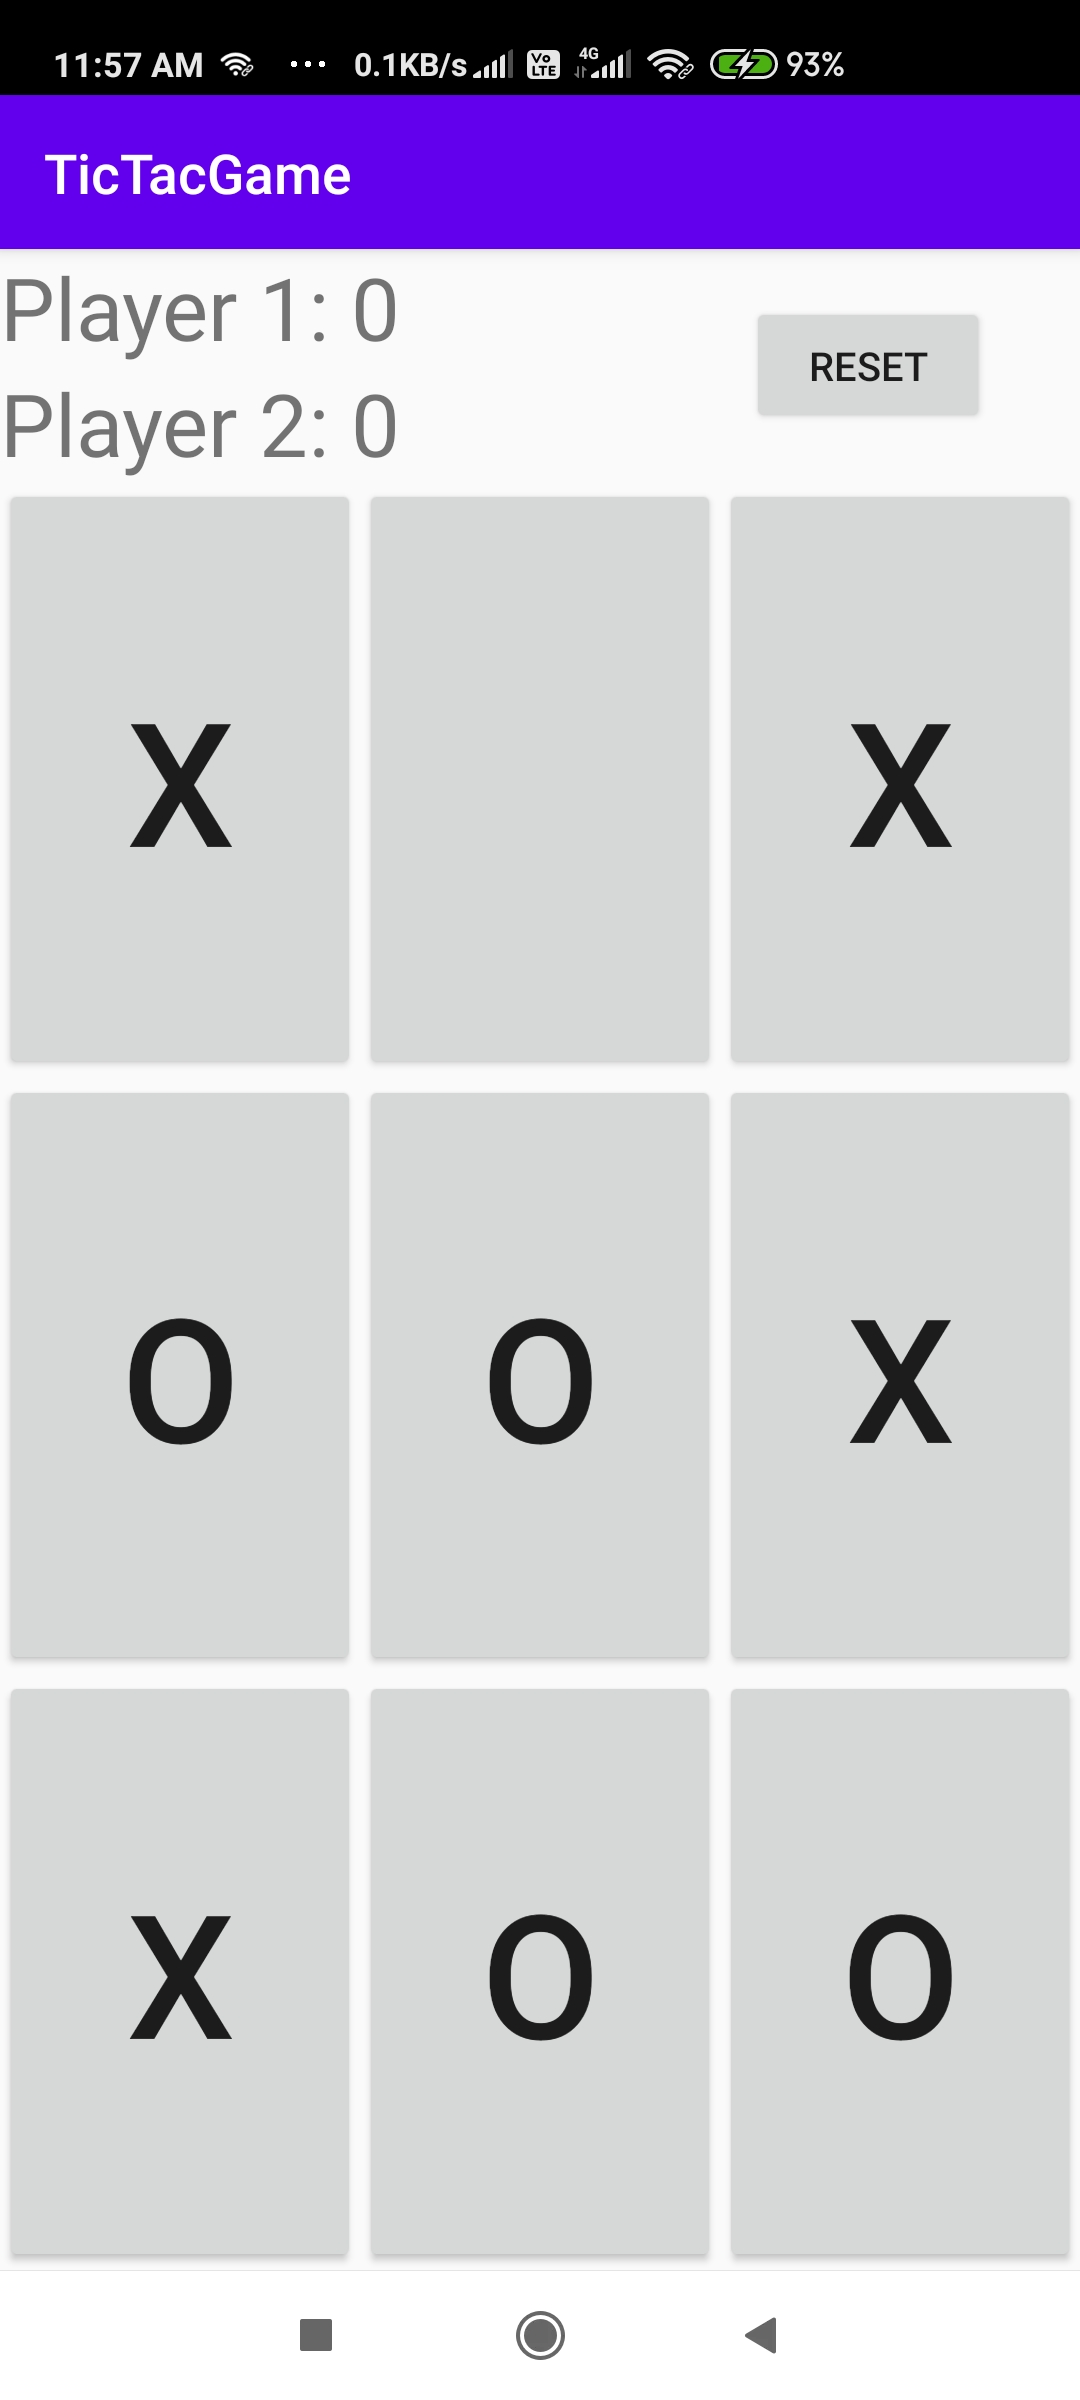 11:57 AM ... 0.1KB/s Vo LTE 4G 93%
TicTacGame
Player 1: 0
RESET
Player 2: 0
X X
O O X
X O O